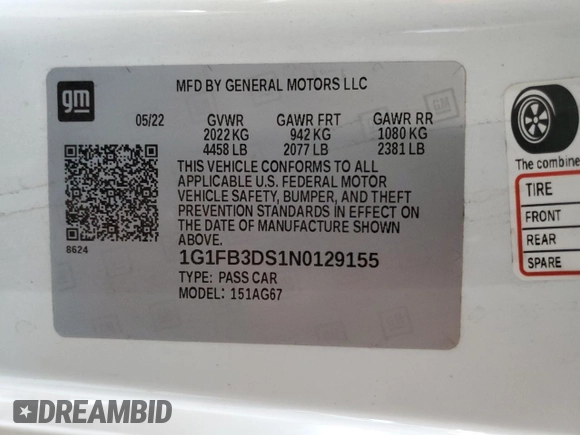 gm
MFD BY GENERAL MOTORS LLC
05/22 GVWR GAWR FRT GAWR RR
2022 KG 942 KG 1080 KG
4458 LB 2077 LB 2381 LB
THIS VEHICLE CONFORMS TO ALL
APPLICABLE U.S. FEDERAL MOTOR
VEHICLE SAFETY, BUMPER, AND THEFT
PREVENTION STANDARDS IN EFFECT ON
THE DATE OF MANUFACTURE SHOWN
ABOVE.
8624
1G1FB3DS1N0129155
TYPE: PASS CAR
MODEL: 151AG67
The combine
TIRE
FRONT
REAR
SPARE
DREAMBID